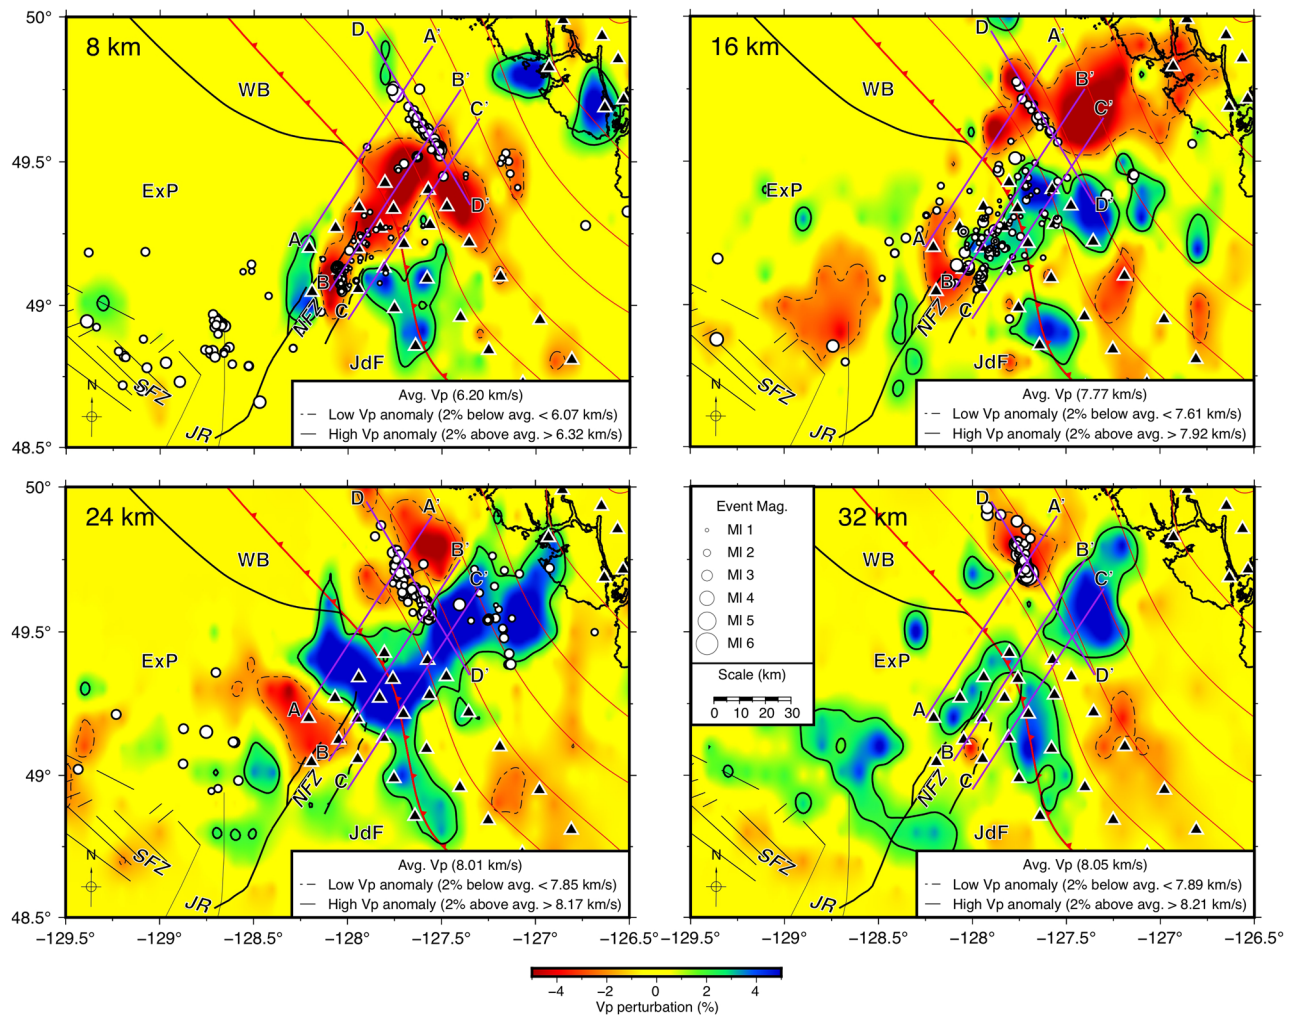 50°
8 km
D
A'
WB
B'
C'
49.5°
ExP
D'
A
B
C
49°
NFZ
JdF
SFZ
N
JR
48.5°
Avg. Vp (6.20 km/s)
Low Vp anomaly (2% below avg. < 6.07 km/s)
High Vp anomaly (2% above avg. > 6.32 km/s)
16 km
D
A'
WB
B'
C'
ExP
D'
A
B
C
NFZ
JdF
SFZ
N
JR
Avg. Vp (7.77 km/s)
Low Vp anomaly (2% below avg. < 7.61 km/s)
High Vp anomaly (2% above avg. > 7.92 km/s)
50°
24 km
D
A'
WB
B'
C'
49.5°
ExP
D'
A
B
C
49°
NFZ
JdF
SFZ
N
JR
48.5°
Avg. Vp (8.01 km/s)
Low Vp anomaly (2% below avg. < 7.85 km/s)
High Vp anomaly (2% above avg. > 8.17 km/s)
−129.5° −129° −128.5° −128° −127.5° −127° −126.5°
Event Mag.
Ml 1
Ml 2
Ml 3
Ml 4
Ml 5
Ml 6
Scale (km)
0 10 20 30
32 km
D
A'
WB
B'
C'
ExP
D'
A
B
C
NFZ
JdF
SFZ
N
JR
Avg. Vp (8.05 km/s)
Low Vp anomaly (2% below avg. < 7.89 km/s)
High Vp anomaly (2% above avg. > 8.21 km/s)
−129.5° −129° −128.5° −128° −127.5° −127° −126.5°
−4 −2 0 2 4
Vp perturbation (%)